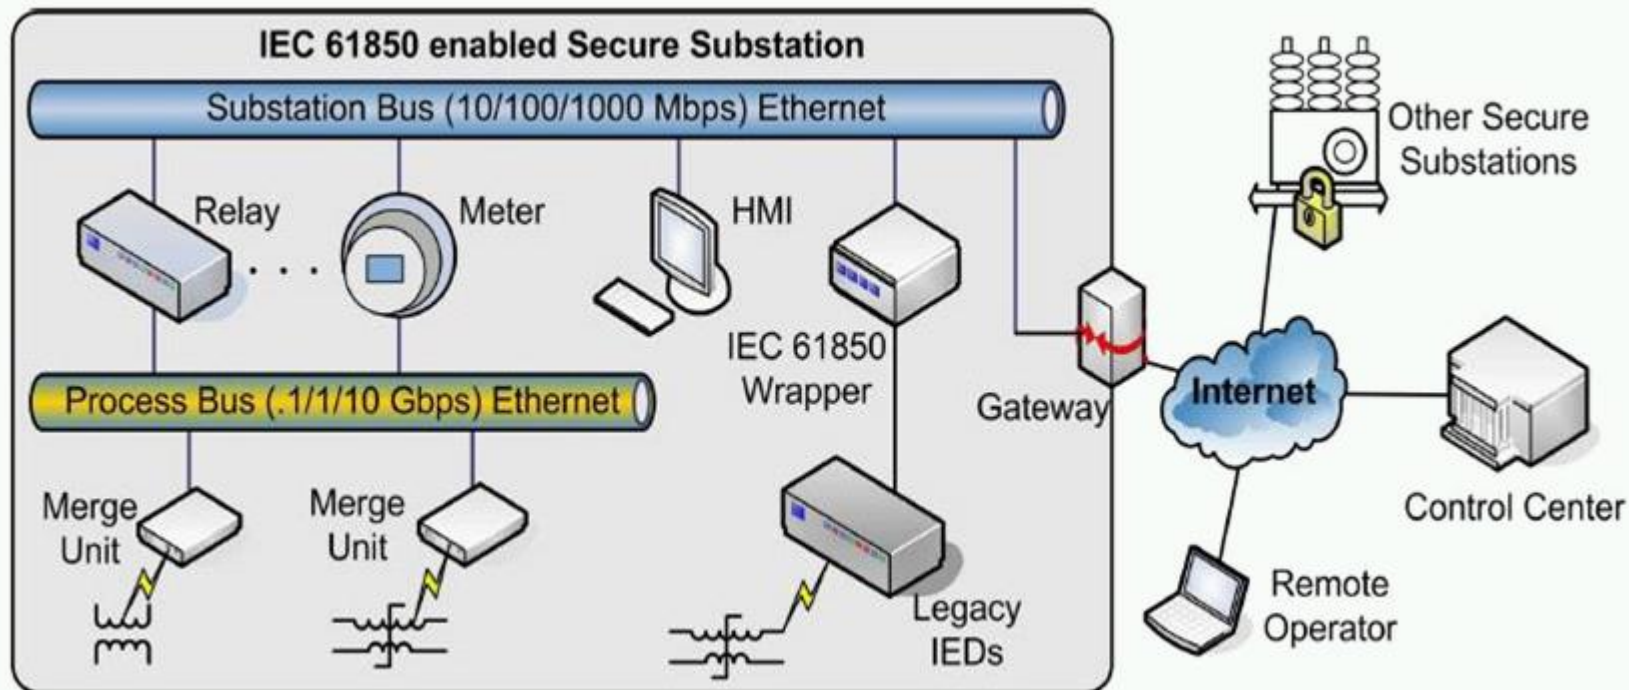 IEC 61850 enabled Secure Substation
Substation Bus (10/100/1000 Mbps) Ethernet
Other Secure
Substations
Relay
Meter
HMI
IEC 61850
Wrapper
Gateway
Internet
Process Bus (.1/1/10 Gbps) Ethernet
Control Center
Merge
Unit
Merge
Unit
Legacy
IEDs
Remote
Operator